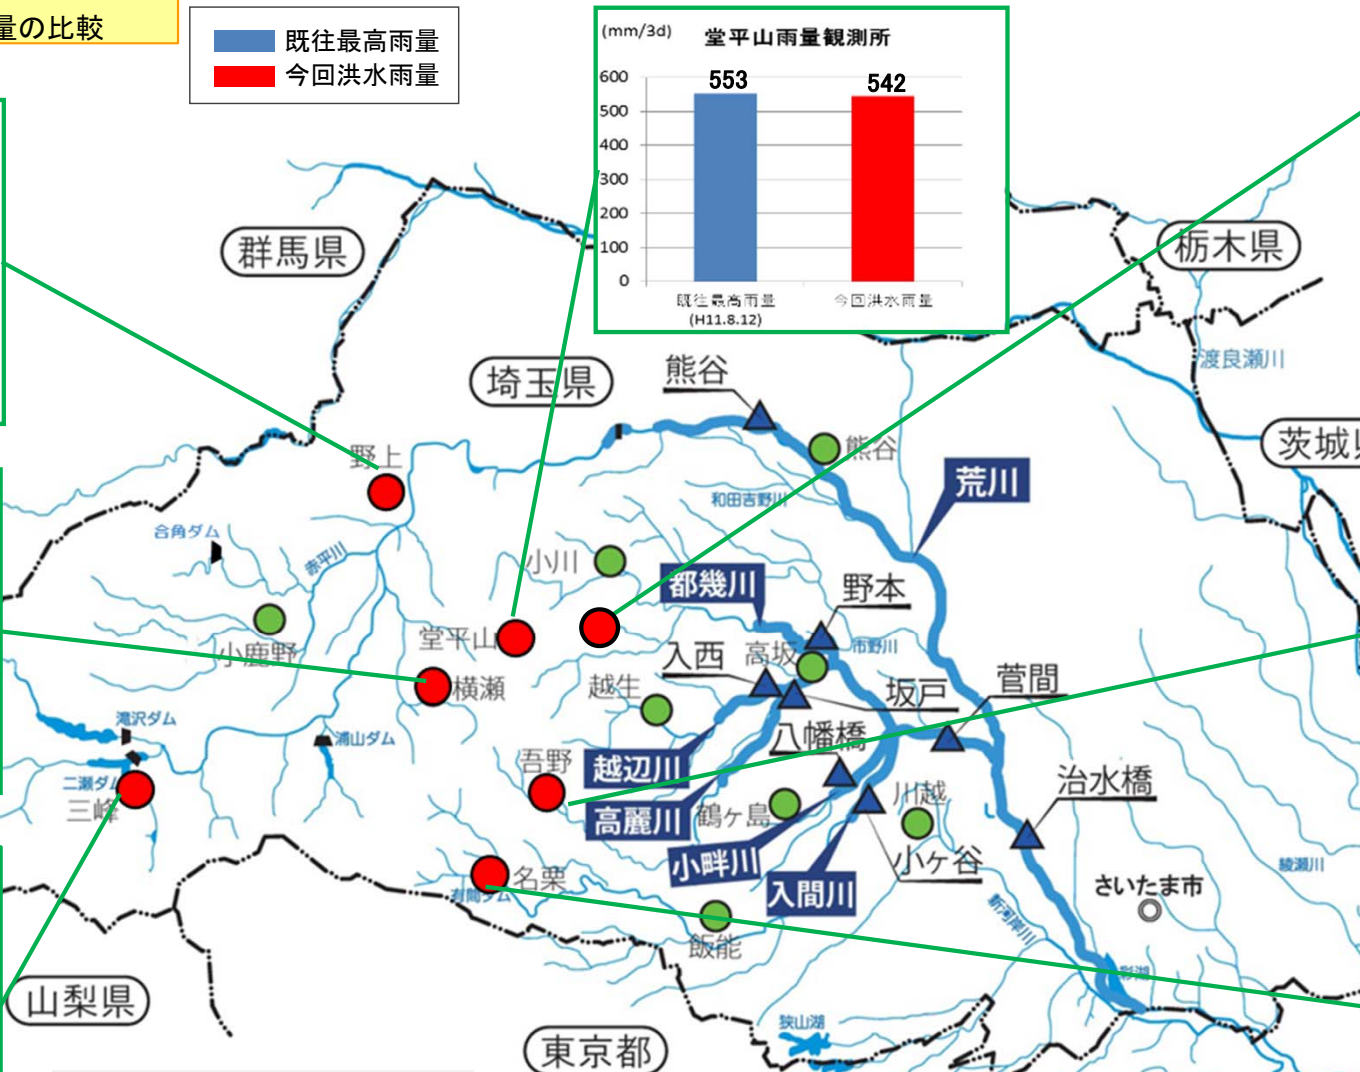 量の比較
既往最高雨量
今回洪水雨量
(mm/3d)
堂平山雨量観測所
600
500
400
300
200
100
0
553
542
既往最高雨量
(H11.8.12)
今回洪水雨量
群馬県
栃木県
渡良瀬川
埼玉県
熊谷
茨城県
熊谷
野上
荒川
和田吉野川
合角ダム
赤平川
小川
都幾川
野本
小鹿野
堂平山
入西
高坂
市野川
横瀬
越生
坂戸
菅間
滝沢ダム
浦山ダム
八幡橋
吾野
越辺川
二瀬ダム
三峰
高麗川
鶴ヶ島
川越
治水橋
小畔川
小ヶ谷
名栗
有間ダム
入間川
さいたま市
綾瀬川
新河岸川
飯能
彩湖
山梨県
狭山湖
東京都